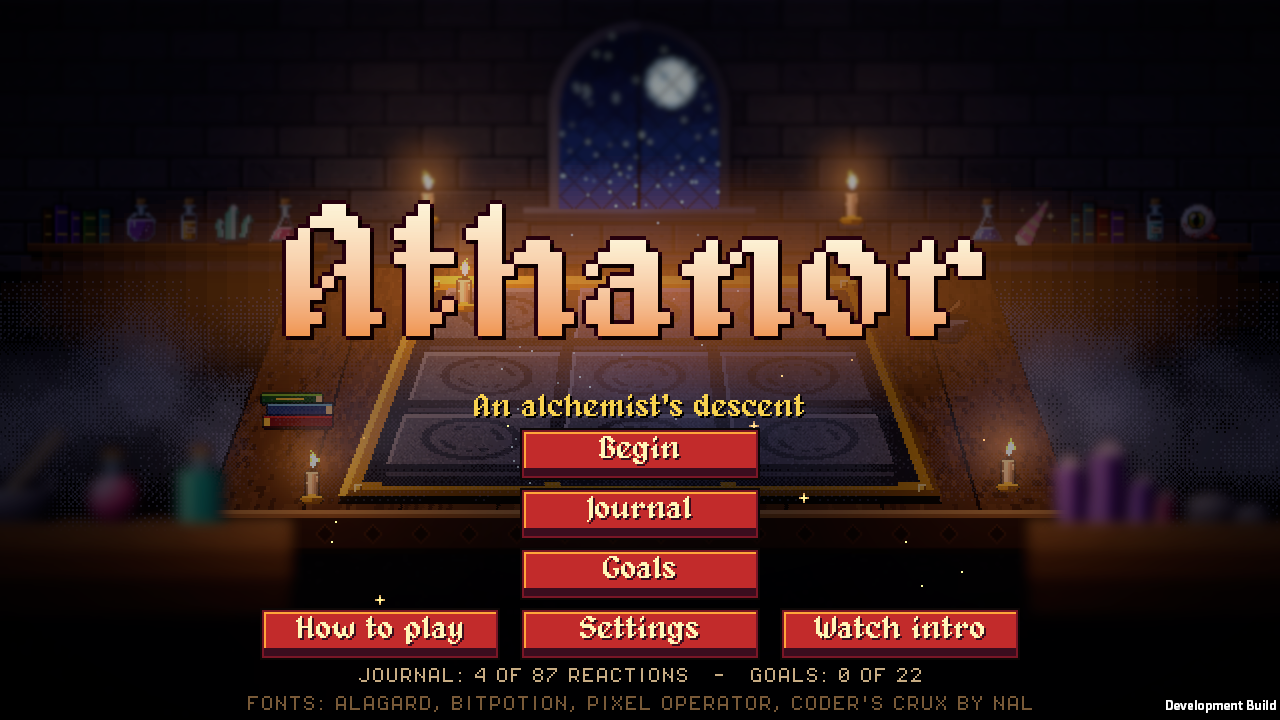 Athanor
An alchemist's descent
Begin
Journal
Goals
How to play
Settings
Watch intro
JOURNAL: 4 OF 87 REACTIONS - GOALS: 0 OF 22
FONTS: ALAGARD, BITPOTION, PIXEL OPERATOR, CODER'S CRUX BY NAL
Development Build